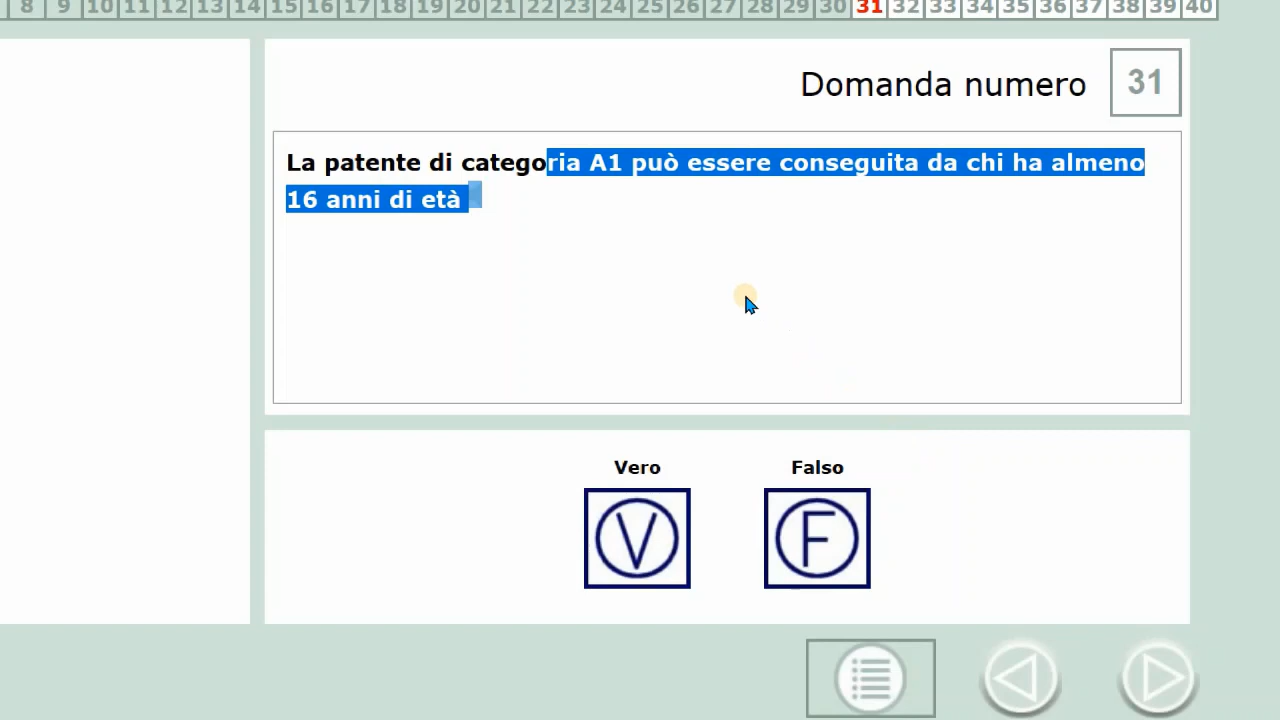 8 9 10 11 12 13 14 15 16 17 18 19 20 21 22 23 24 25 26 27 28 29 30 31 32 33 34 35 36 37 38 39 40
Domanda numero 31
La patente di categoria A1 può essere conseguita da chi ha almeno
16 anni di età
Vero Falso
V F